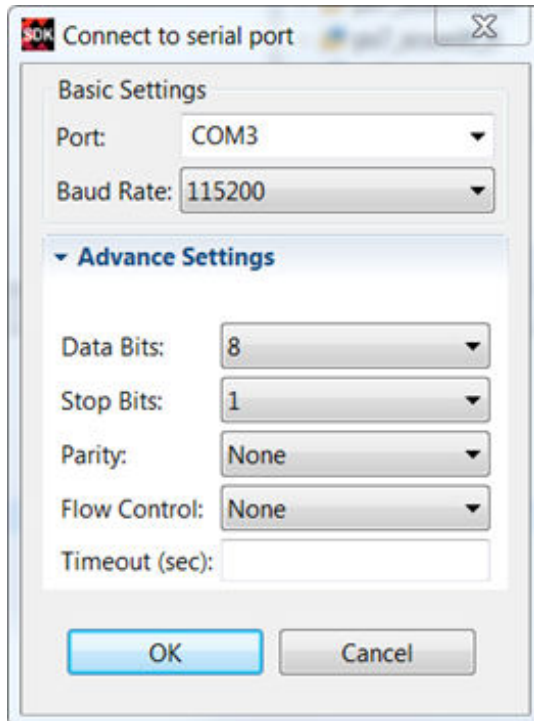 SDK Connect to serial port
Basic Settings
Port: COM3
Baud Rate: 115200
Advance Settings
Data Bits: 8
Stop Bits: 1
Parity: None
Flow Control: None
Timeout (sec):
OK Cancel